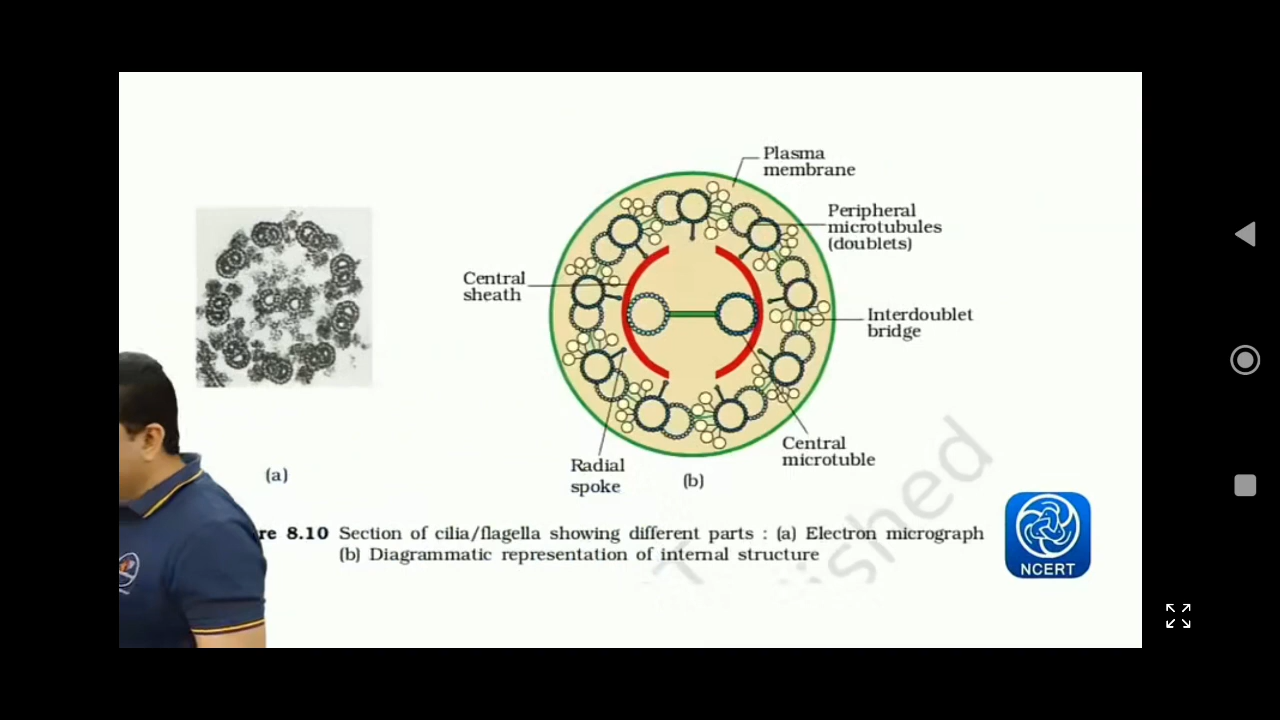 Plasma
membrane
Peripheral
microtubules
(doublets)
Central
sheath
Interdoublet
bridge
Central
microtuble
Radial
spoke
(a)
(b)
re 8.10 Section of cilia/flagella showing different parts : (a) Electron micrograph
(b) Diagrammatic representation of internal structure
NCERT